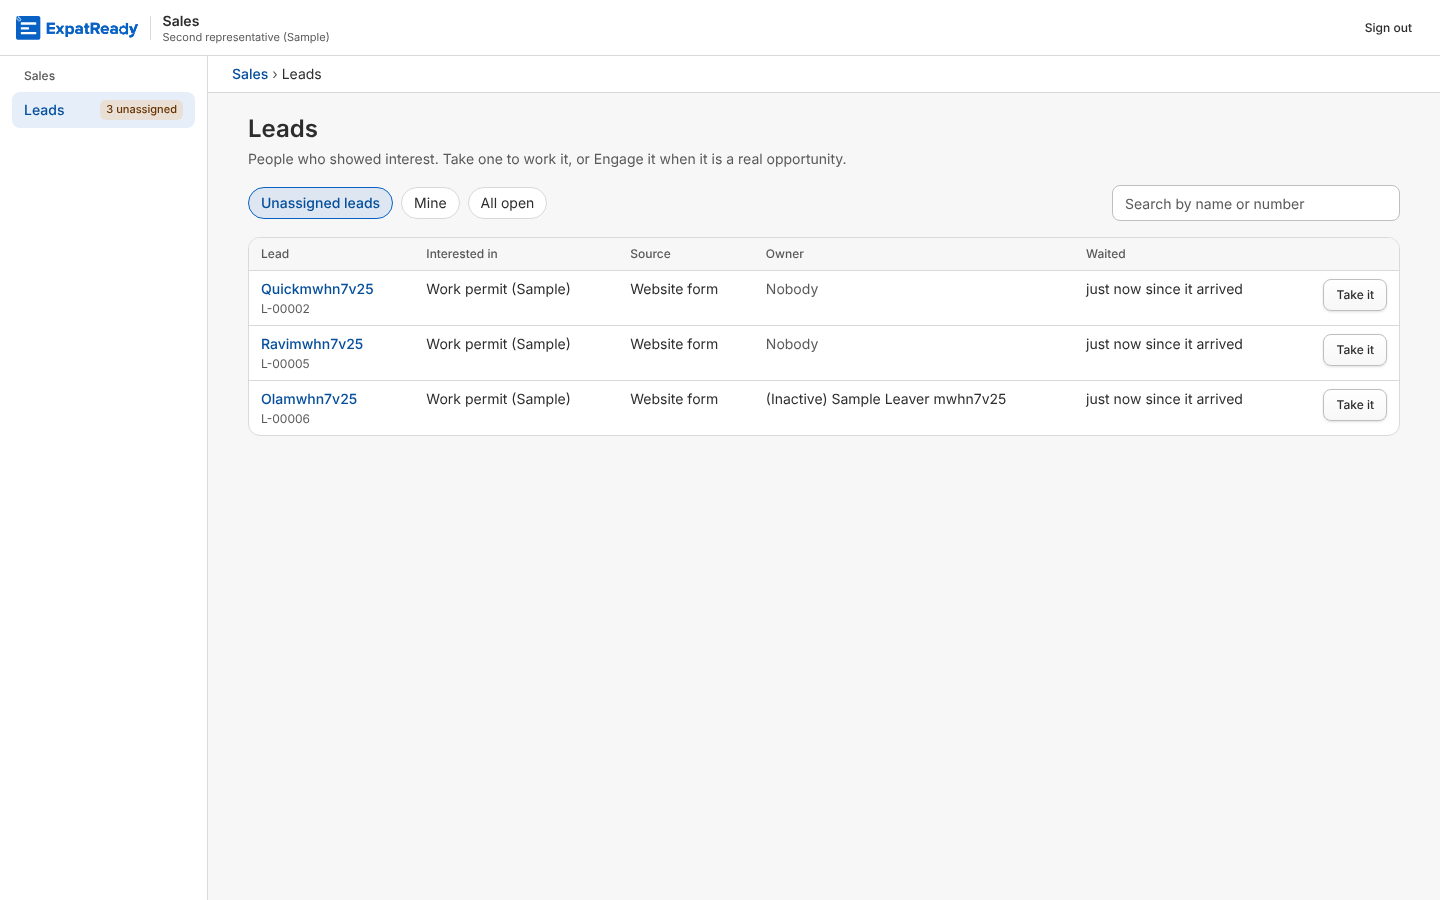 ExpatReady
Sales
Second representative (Sample)
Sign out
Sales
Leads
3 unassigned
Sales › Leads
Leads
People who showed interest. Take one to work it, or Engage it when it is a real opportunity.
Unassigned leads
Mine
All open
Search by name or number
Lead Interested in Source Owner Waited
Quickmwhn7v25 Work permit (Sample) Website form Nobody just now since it arrived Take it
L-00002
Ravimwhn7v25 Work permit (Sample) Website form Nobody just now since it arrived Take it
L-00005
Olamwhn7v25 Work permit (Sample) Website form (Inactive) Sample Leaver mwhn7v25 just now since it arrived Take it
L-00006